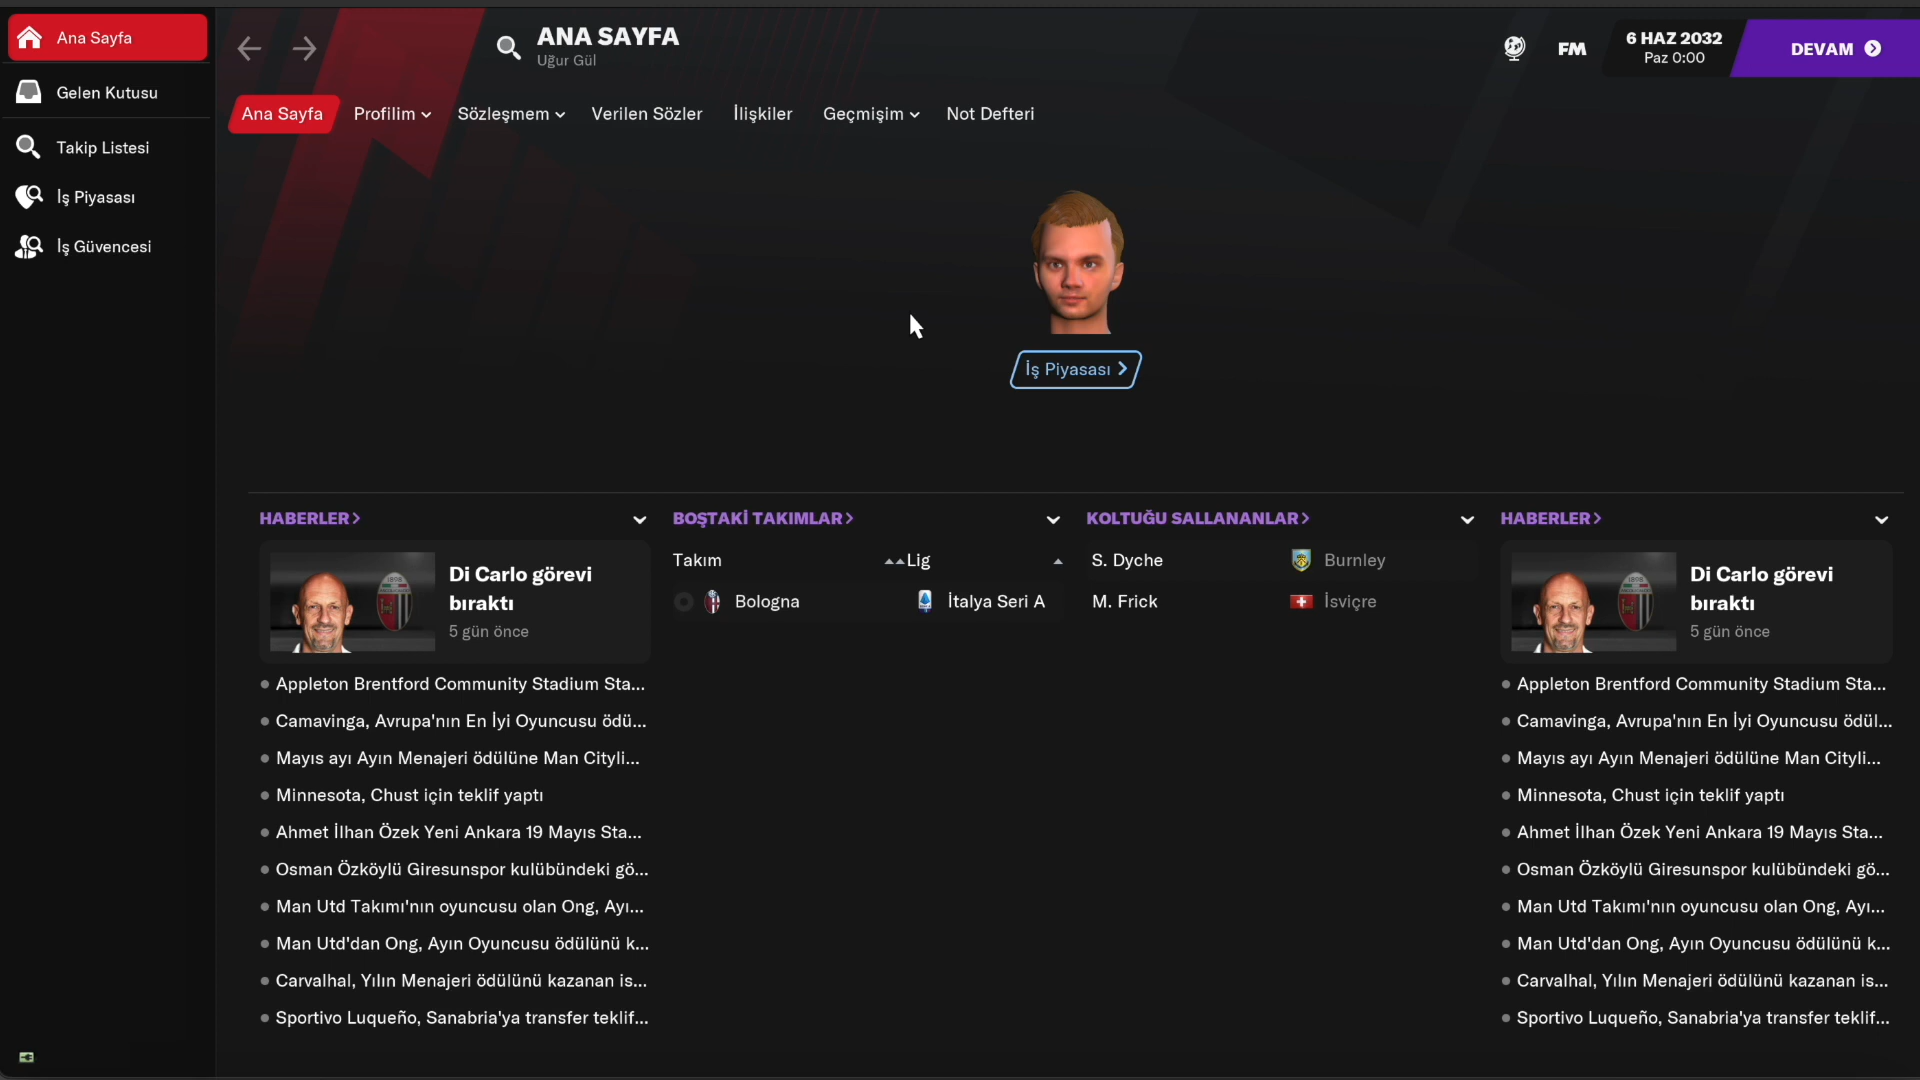 Ana Sayfa
Gelen Kutusu
Takip Listesi
İş Piyasası
İş Güvencesi
ANA SAYFA
Uğur Gül
FM
6 HAZ 2032
Paz 0:00
DEVAM
Ana Sayfa
Profilim
Sözleşmem
Verilen Sözler
İlişkiler
Geçmişim
Not Defteri
İş Piyasası
HABERLER
1898
Di Carlo görevi
bıraktı
5 gün önce
Appleton Brentford Community Stadium Sta...
Camavinga, Avrupa'nın En İyi Oyuncusu ödü...
Mayıs ayı Ayın Menajeri ödülüne Man Cityli...
Minnesota, Chust için teklif yaptı
Ahmet İlhan Özek Yeni Ankara 19 Mayıs Sta...
Osman Özköylü Giresunspor kulübündeki gö...
Man Utd Takımı'nın oyuncusu olan Ong, Ayı...
Man Utd'dan Ong, Ayın Oyuncusu ödülünü k...
Carvalhal, Yılın Menajeri ödülünü kazanan is...
Sportivo Luqueño, Sanabria'ya transfer teklif...
BOŞTAKİ TAKIMLAR
Takım
Lig
Bologna
İtalya Seri A
KOLTUĞU SALLANANLAR
S. Dyche
Burnley
M. Frick
İsviçre
HABERLER
1898
Di Carlo görevi
bıraktı
5 gün önce
Appleton Brentford Community Stadium Sta...
Camavinga, Avrupa'nın En İyi Oyuncusu ödül...
Mayıs ayı Ayın Menajeri ödülüne Man Cityli...
Minnesota, Chust için teklif yaptı
Ahmet İlhan Özek Yeni Ankara 19 Mayıs Sta...
Osman Özköylü Giresunspor kulübündeki gö...
Man Utd Takımı'nın oyuncusu olan Ong, Ayı...
Man Utd'dan Ong, Ayın Oyuncusu ödülünü k...
Carvalhal, Yılın Menajeri ödülünü kazanan is...
Sportivo Luqueño, Sanabria'ya transfer teklif...